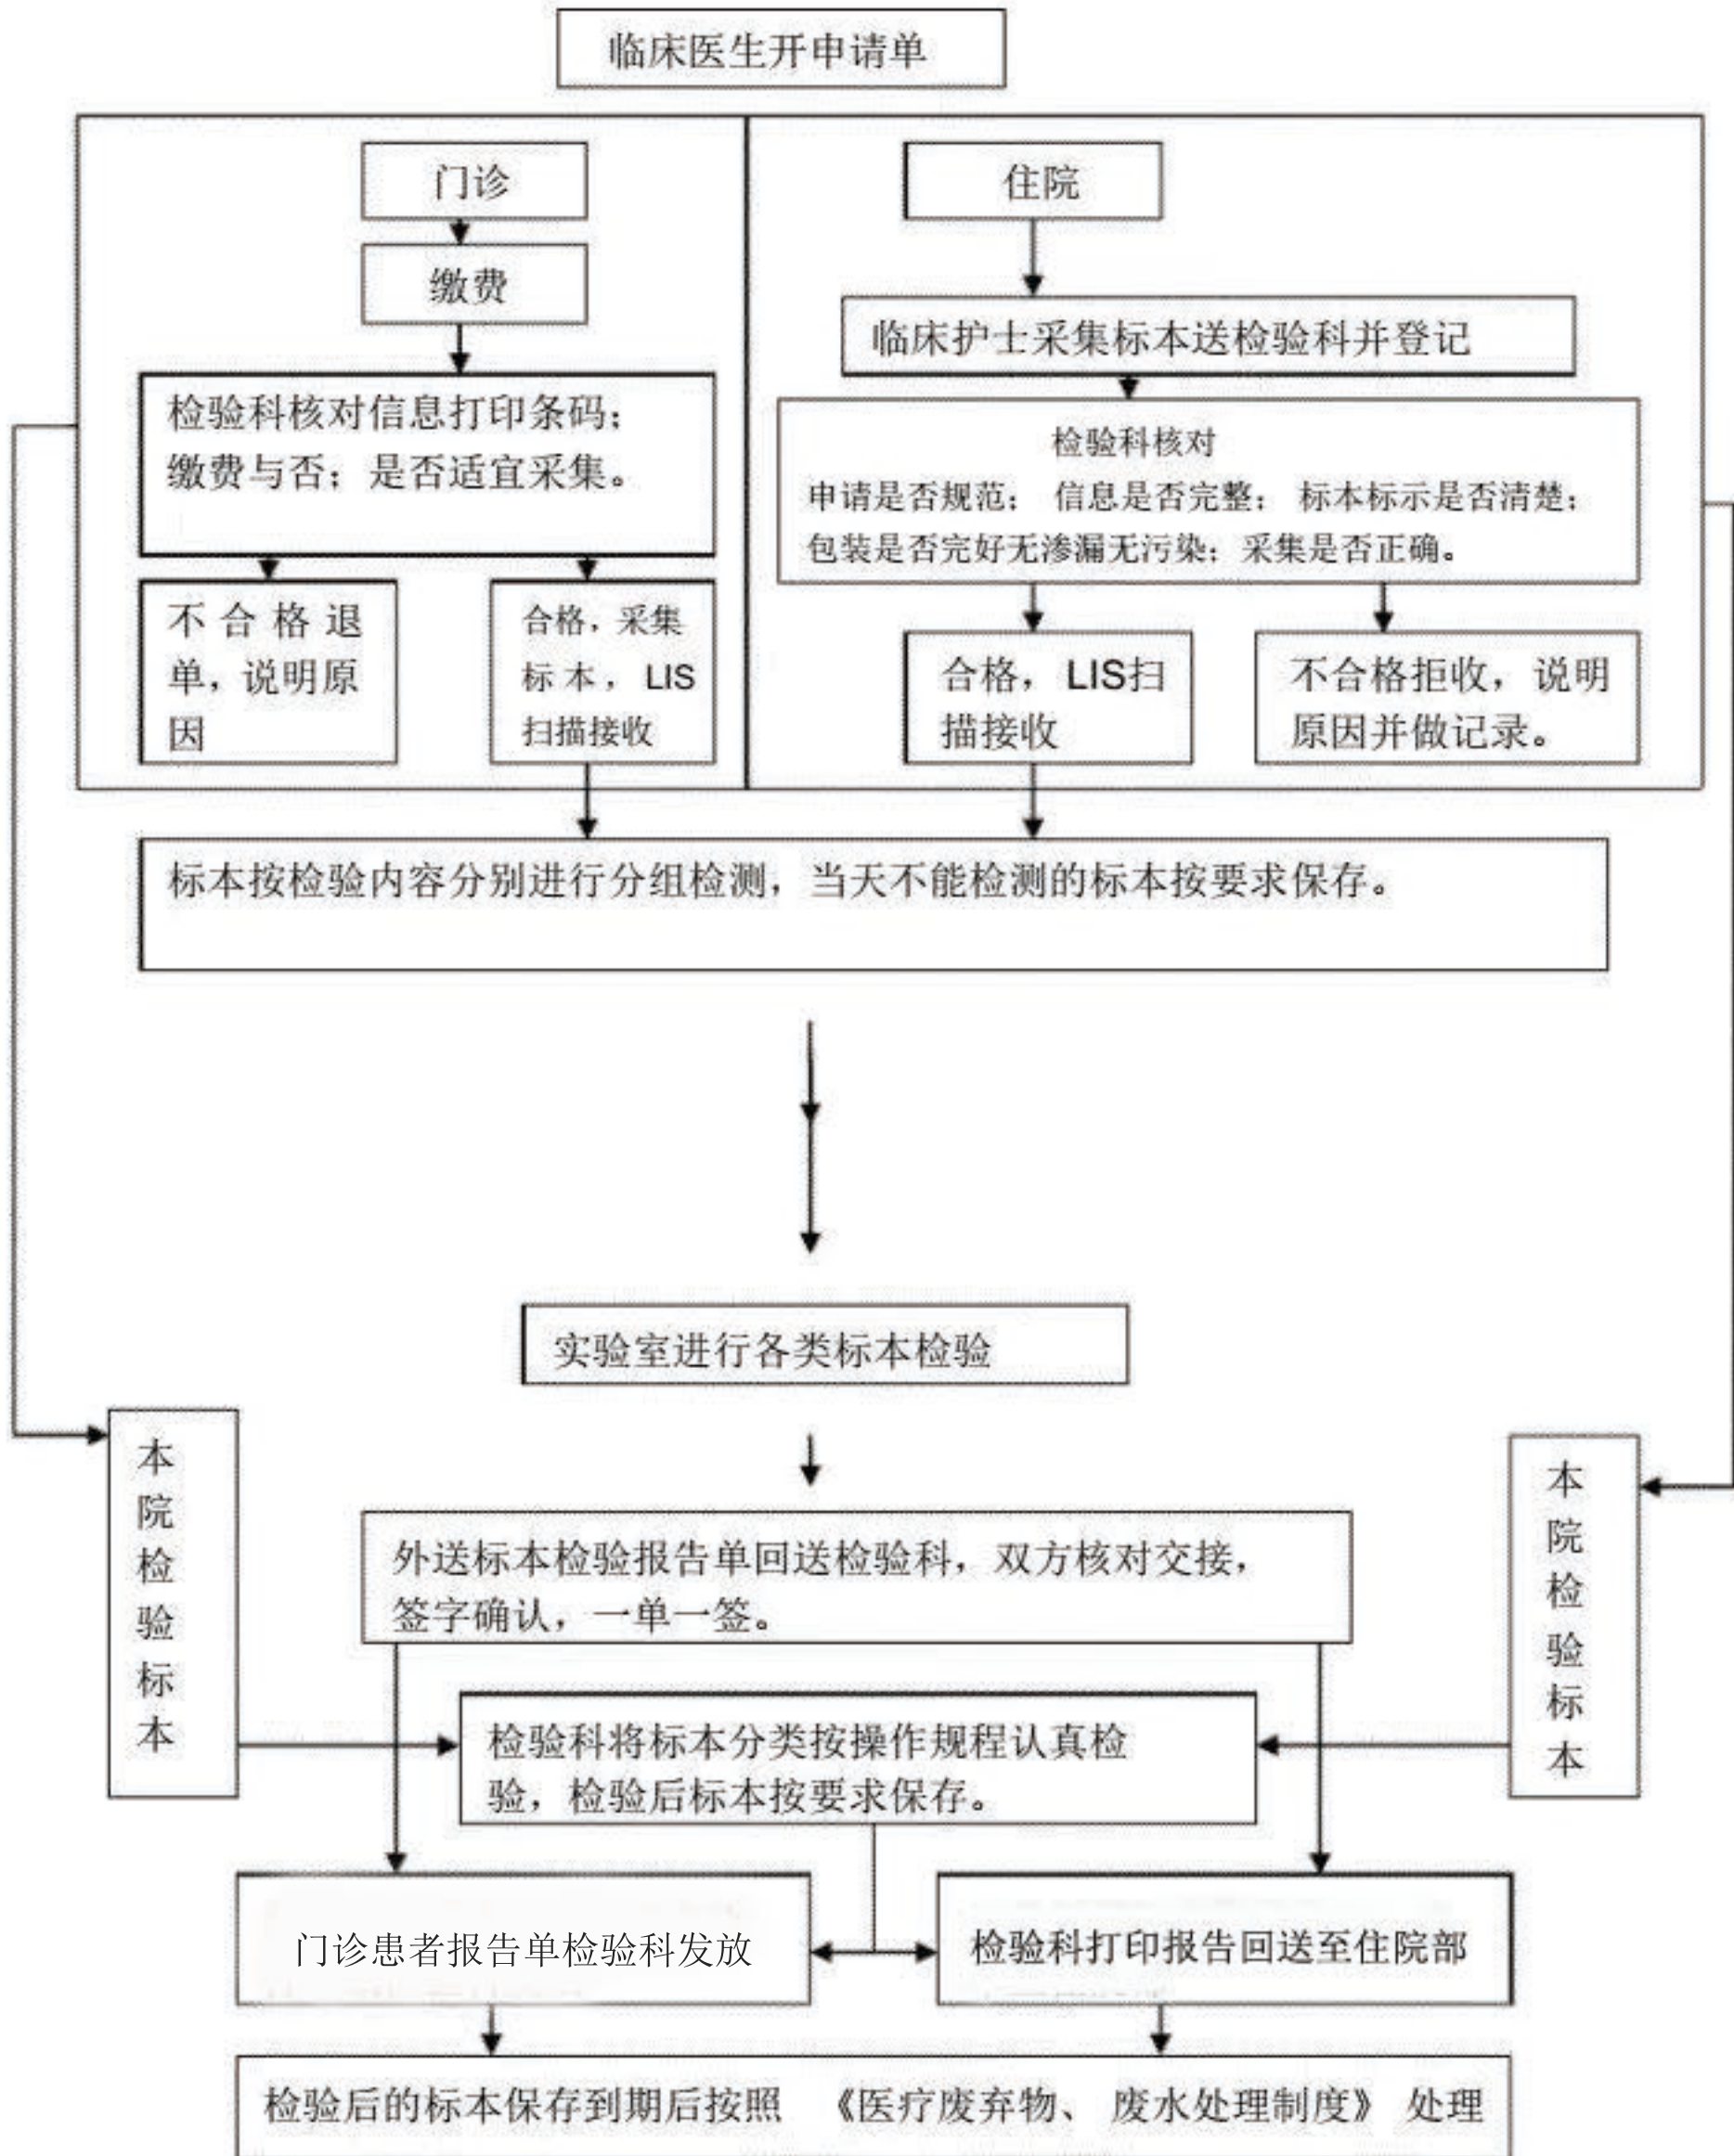 临床医生开申请单
门诊
缴费
检验科核对信息打印条码；
缴费与否；是否适宜采集。
不合格退
单，说明原
因
合格，采集
标本，LIS
扫描接收
住院
临床护士采集标本送检验科并登记
检验科核对
申请是否规范； 信息是否完整； 标本标示是否清楚；
包装是否完好无渗漏无污染；采集是否正确。
合格，LIS扫
描接收
不合格拒收，说明
原因并做记录。
标本按检验内容分别进行分组检测，当天不能检测的标本按要求保存。
实验室进行各类标本检验
本院检验标本
外送标本检验报告单回送检验科，双方核对交接，
签字确认，一单一签。
本院检验标本
检验科将标本分类按操作规程认真检
验，检验后标本按要求保存。
门诊患者报告单检验科发放
检验科打印报告回送至住院部
检验后的标本保存到期后按照 《医疗废弃物、 废水处理制度》 处理